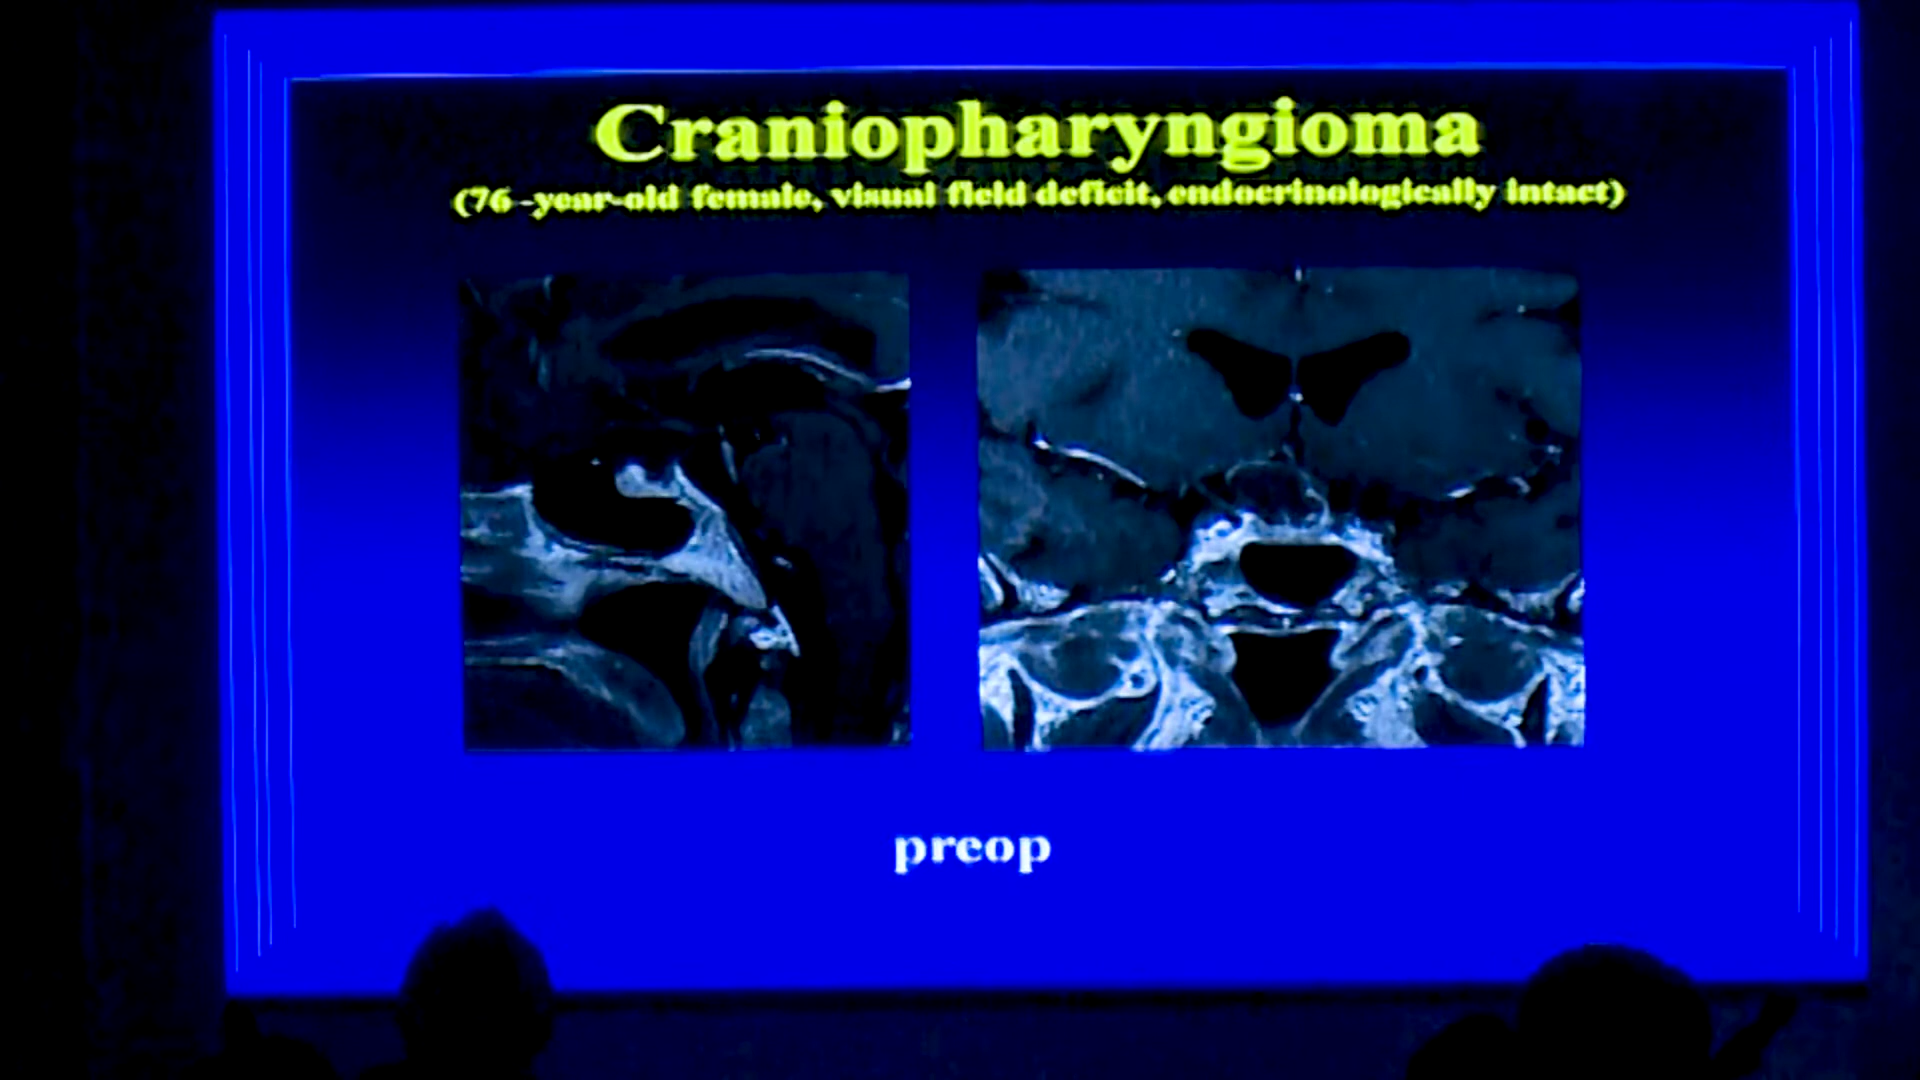 Craniopharyngioma
(76-year-old female, visual field deficit, endocrinologically intact)
preop